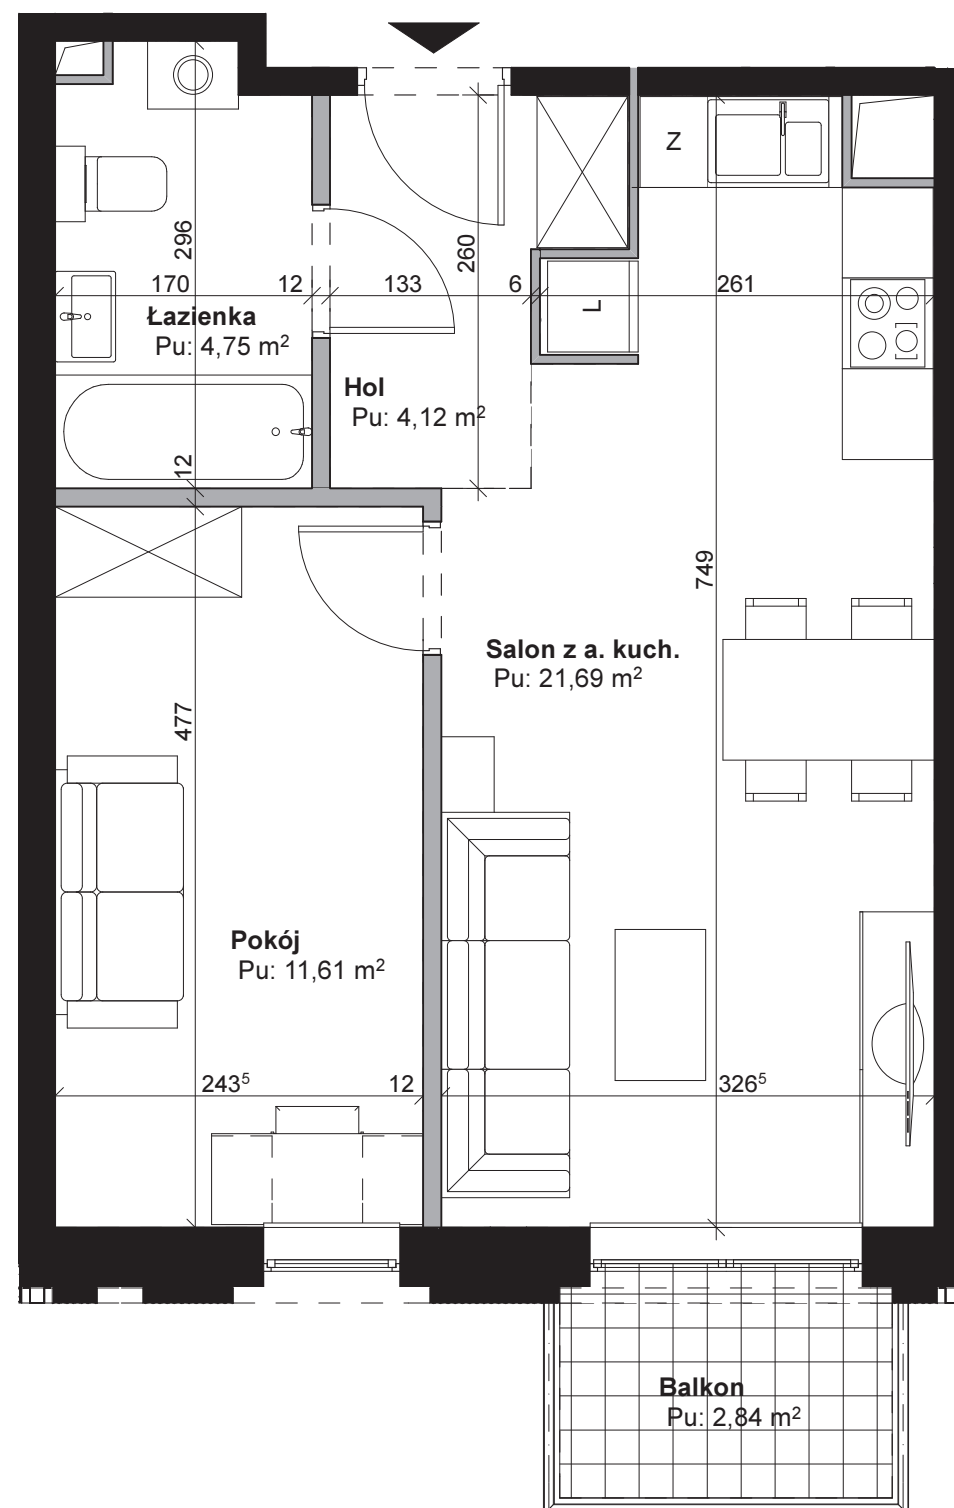 Z
296
260
170
12
133
6
261
L
Łazienka
Pu: 4,75 m²
Hol
Pu: 4,12 m²
12
749
Salon z a. kuch.
Pu: 21,69 m²
477
Pokój
Pu: 11,61 m²
243⁵
12
326⁵
Balkon
Pu: 2,84 m²